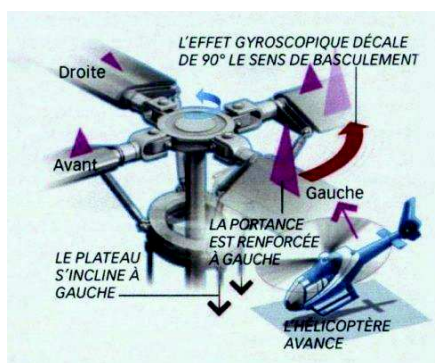 L'EFFET GYROSCOPIQUE DÉCALE
DE 90° LE SENS DE BASCULEMENT
Droite
Avant
Gauche
LA PORTANCE
EST RENFORCÉE
À GAUCHE
LE PLATEAU
S'INCLINE À
GAUCHE
L'HÉLICOPTÈRE
AVANCE